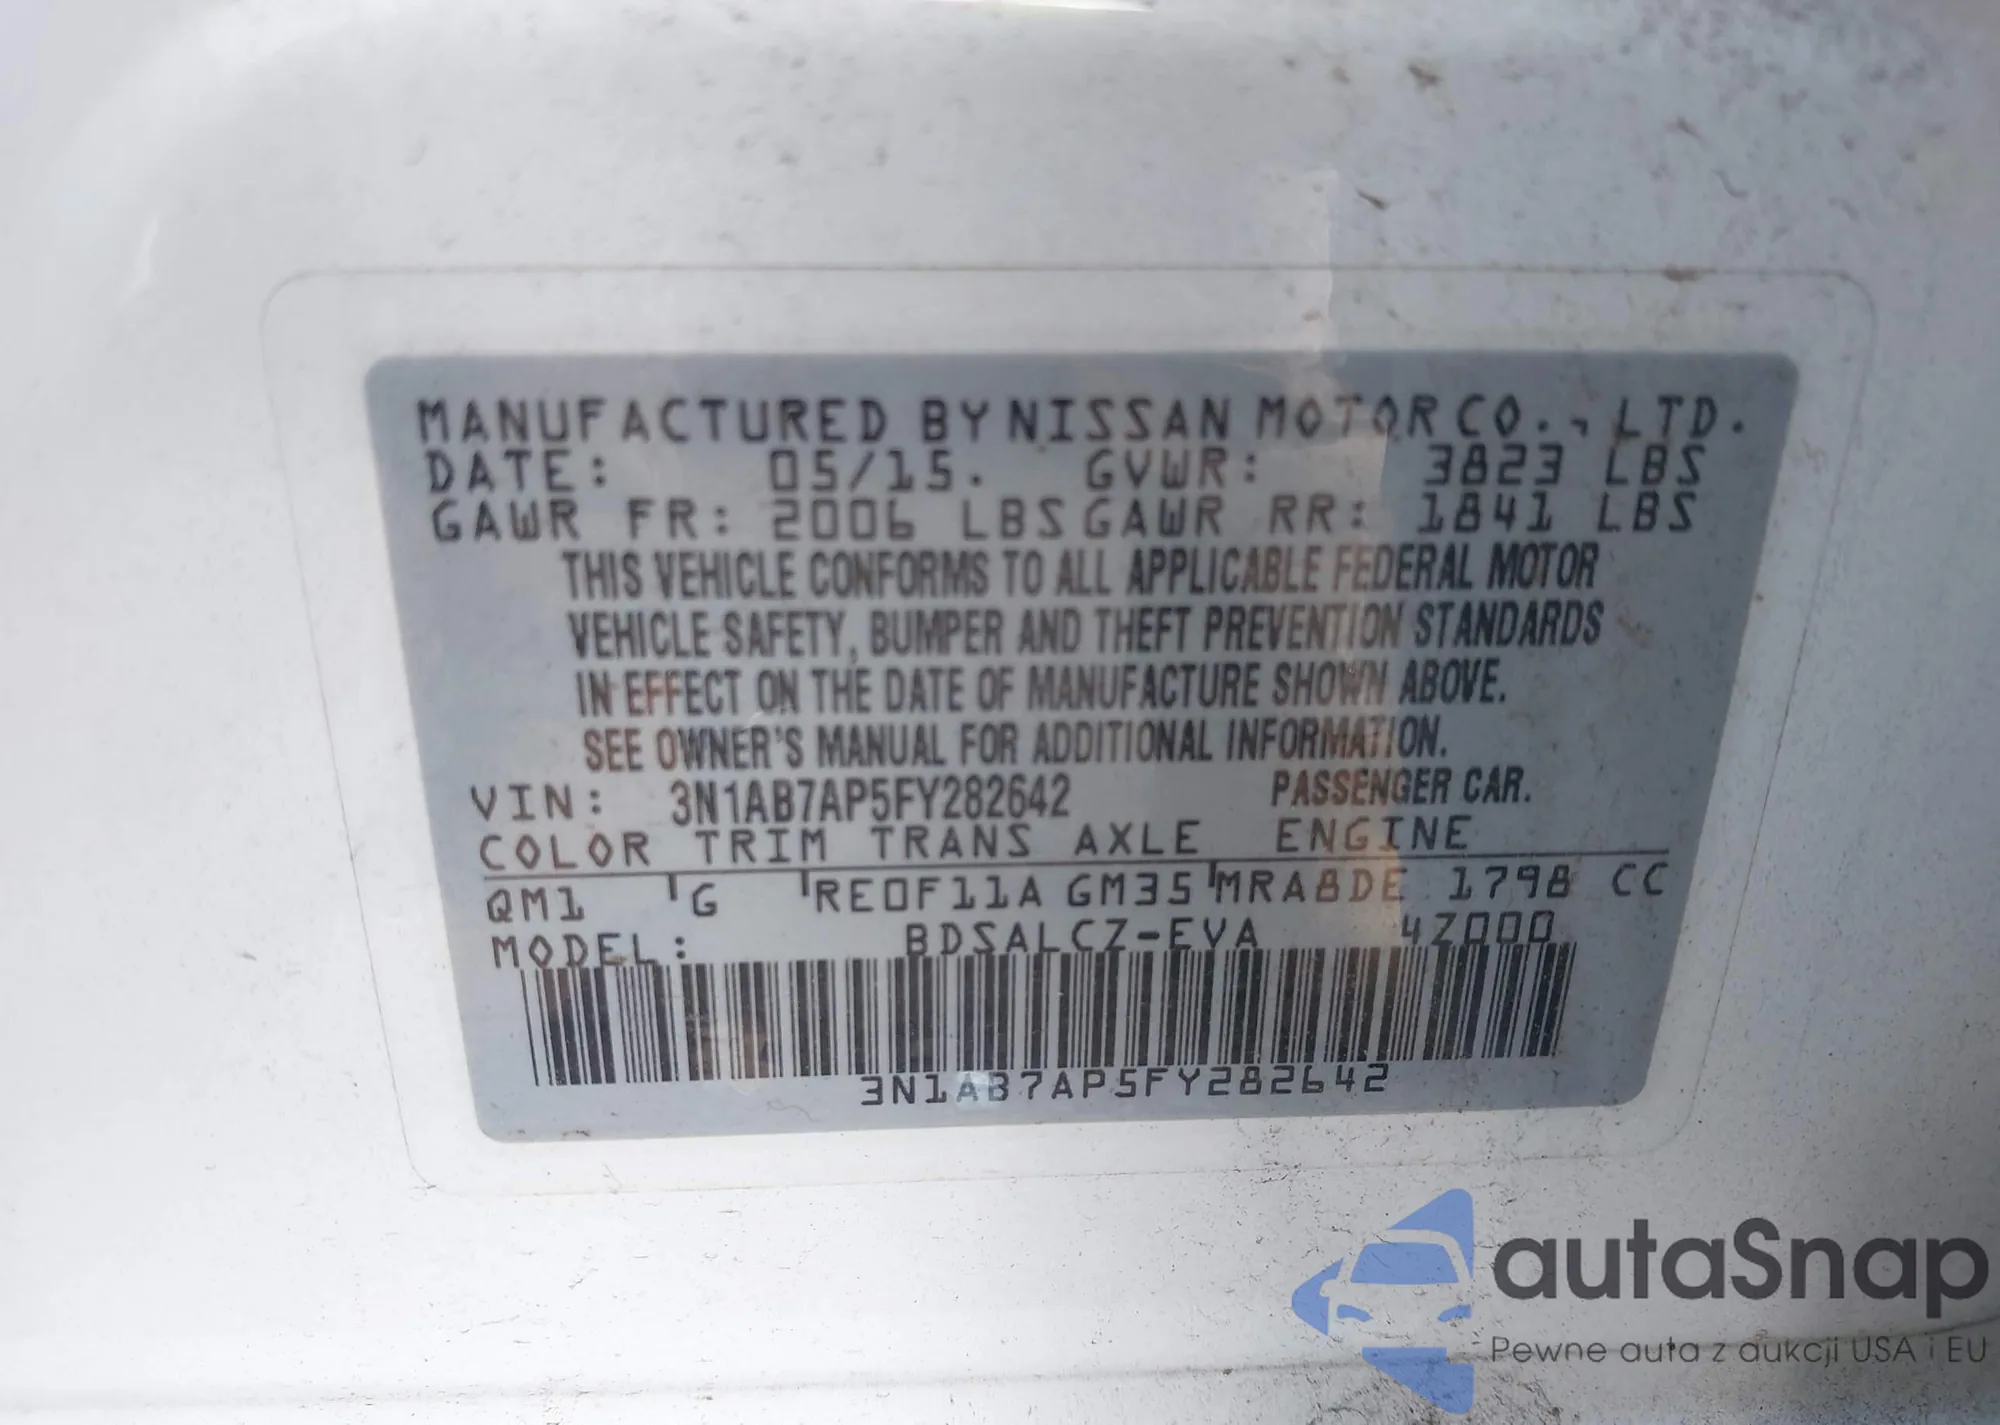 MANUFACTURED BY NISSAN MOTOR CO., LTD.
DATE: 05/15. GVWR: 3823 LBS
GAWR FR: 2006 LBS GAWR RR: 1841 LBS
THIS VEHICLE CONFORMS TO ALL APPLICABLE FEDERAL MOTOR
VEHICLE SAFETY, BUMPER AND THEFT PREVENTION STANDARDS
IN EFFECT ON THE DATE OF MANUFACTURE SHOWN ABOVE.
SEE OWNER'S MANUAL FOR ADDITIONAL INFORMATION.
VIN: 3N1AB7AP5FY282642 PASSENGER CAR.
COLOR TRIM TRANS AXLE ENGINE
QM1 G RE0F11A GM35 MRA8DE 1798 CC
MODEL: BDSALCZ-EVA 4Z000
3N1AB7AP5FY282642
autaSnap
Pewne auta z aukcji USA i EU